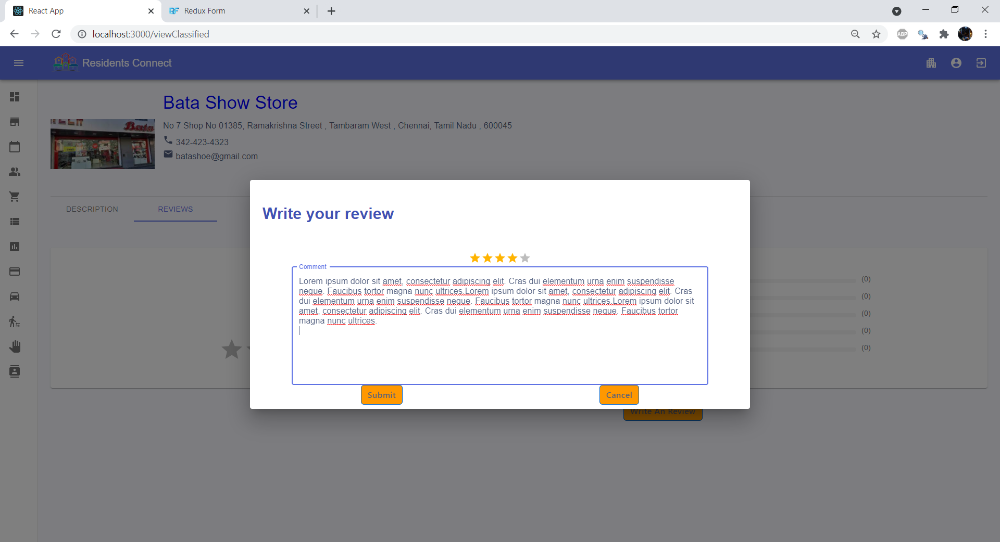 React App
Redux Form
localhost:3000/viewClassified
ABP
Residents Connect
Bata Show Store
Bata
No 7 Shop No 01385, Ramakrishna Street , Tambaram West , Chennai, Tamil Nadu , 600045
342-423-4323
batashoe@gmail.com
DESCRIPTION
REVIEWS
Write your review
Comment
Lorem ipsum dolor sit amet, consectetur adipiscing elit. Cras dui elementum urna enim suspendisse
neque. Faucibus tortor magna nunc ultrices.Lorem ipsum dolor sit amet, consectetur adipiscing elit. Cras
dui elementum urna enim suspendisse neque. Faucibus tortor magna nunc ultrices.Lorem ipsum dolor sit
amet, consectetur adipiscing elit. Cras dui elementum urna enim suspendisse neque. Faucibus tortor
magna nunc ultrices.
(0)
(0)
(0)
(0)
(0)
Submit
Cancel
Write An Review